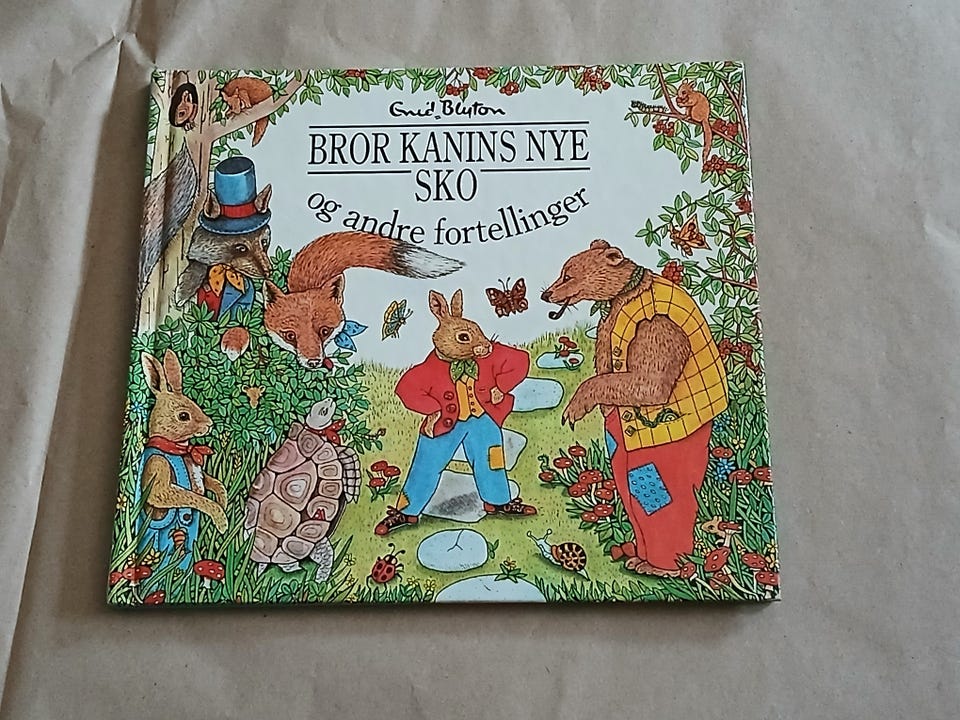 Enid Blyton
BROR KANINS NYE
SKO
og andre fortellinger